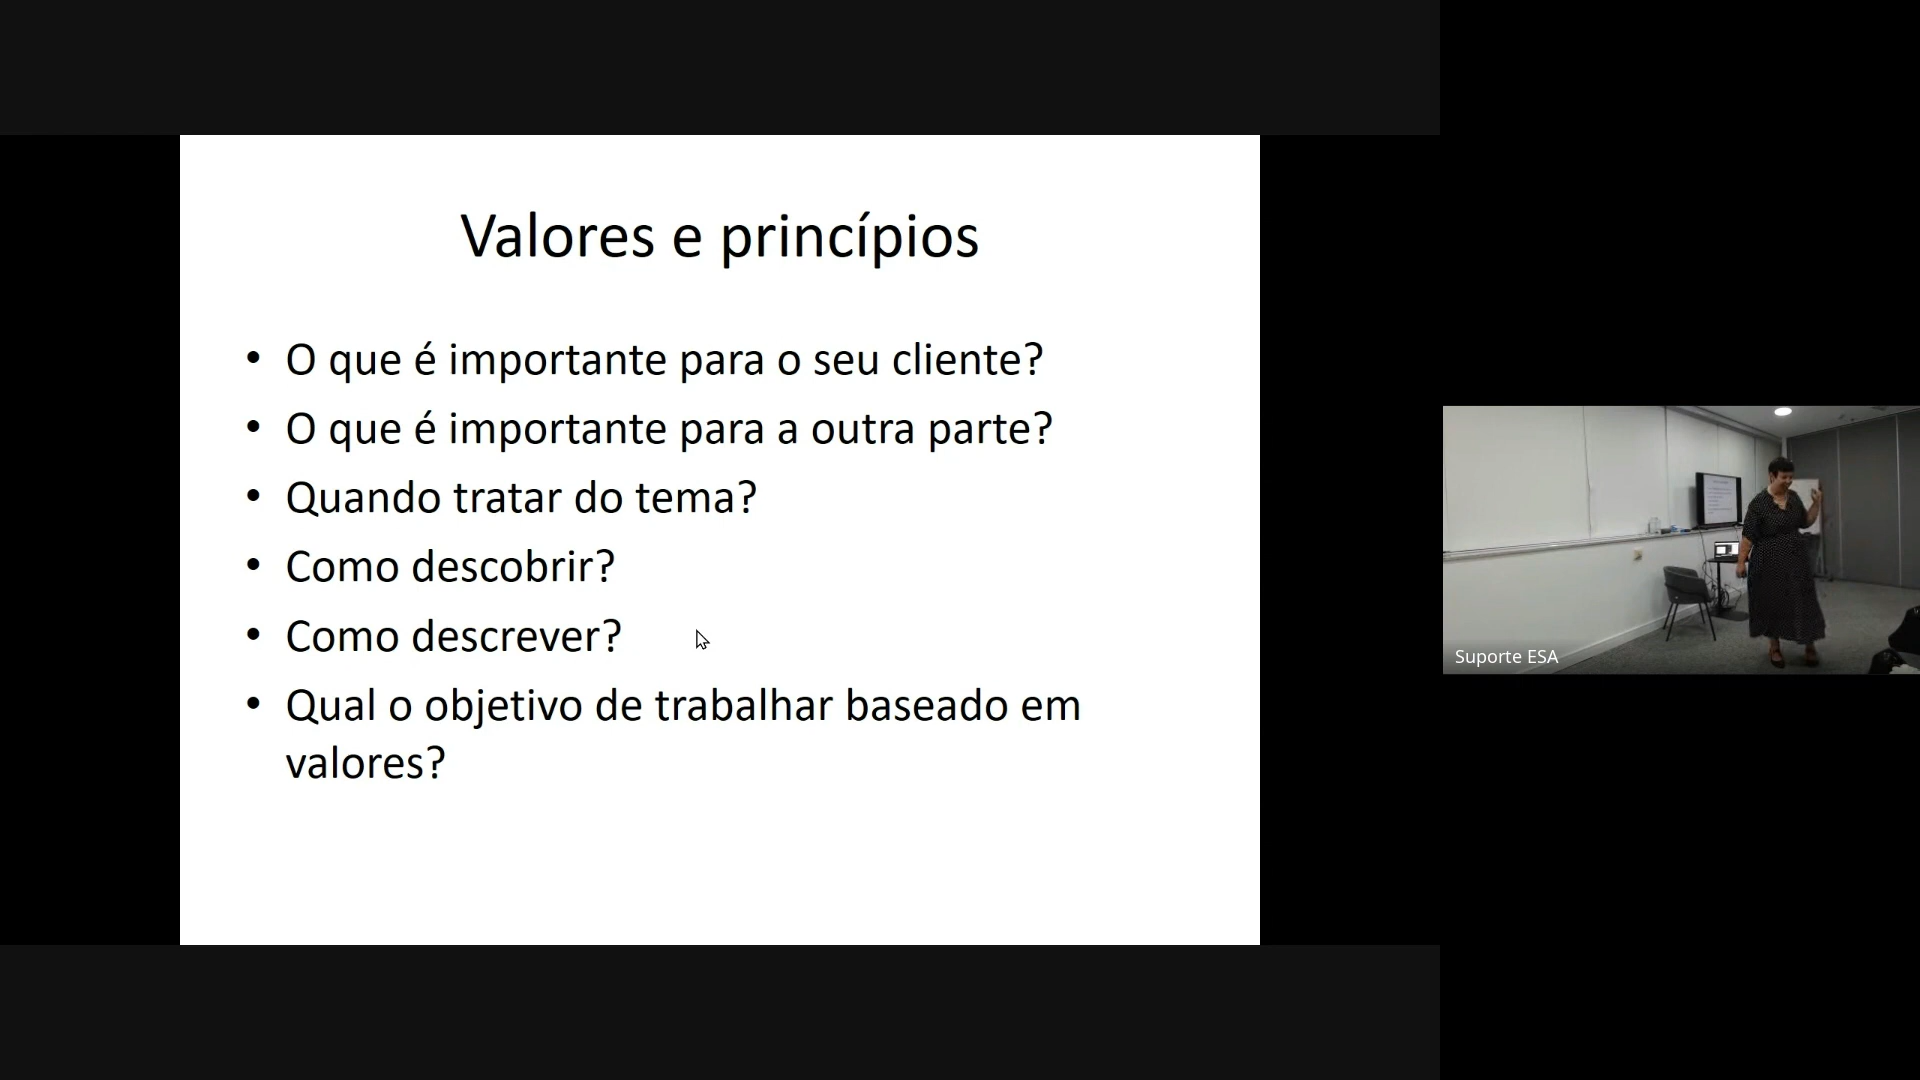 Valores e princípios
• O que é importante para o seu cliente?
• O que é importante para a outra parte?
• Quando tratar do tema?
• Como descobrir?
• Como descrever?
• Qual o objetivo de trabalhar baseado em
valores?
Suporte ESA